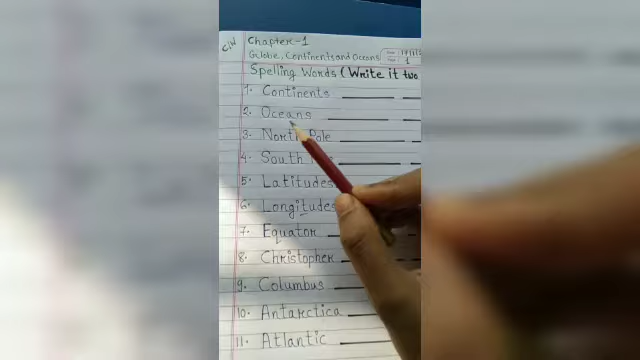 C/W
Chapter-1
Globe, Continents and Oceans
1
Spelling Words (Write it two
1. Continents
2. Oceans
3. North Pole
4. South
5. Latitudes
6. Longitudes
7. Equator
8. Christopher
9. Columbus
10. Antarctica
11. Atlantic